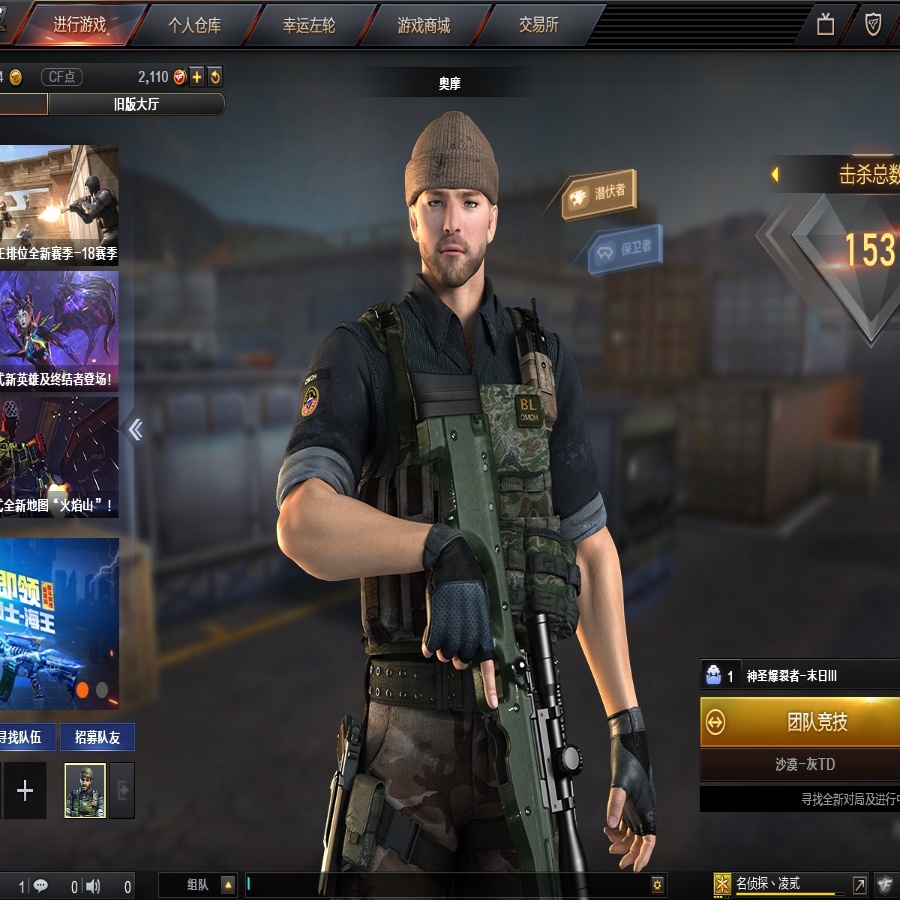 进行游戏
个人仓库
幸运左轮
游戏商城
交易所
4
CF点
2,110
旧版大厅
奥摩
潜伏者
保卫者
击杀总数
153
王排位全新赛季-18赛季
式新英雄及终结者登场!
式全新地图“火焰山”!
即领
骑士-海王
OMOH
BL
OMOH
寻找队伍
招募队友
1 神圣爆裂者-末日III
团队竞技
沙漠-灰TD
寻找全新对局及进行中
1
0
0
组队
名侦探丶凌贰